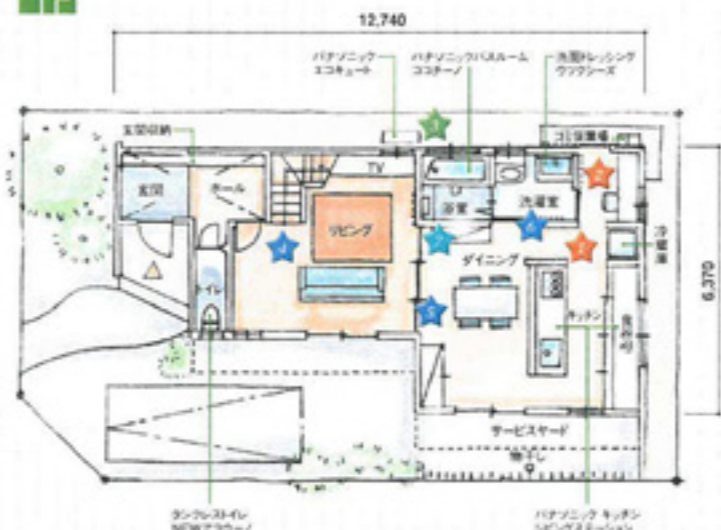 12,740
パナソニック
エコキュート
パナソニックバスルーム
ココチーノ
洗面ドレッシング
ウツクシーズ
玄関収納
ゴミ保管場
玄関
ホール
TV
浴室
洗濯室
リビング
ダイニング
冷蔵庫
6,370
トイレ
キッチン
サービスヤード
物干し
タンクレストイレ
NEWアラウーノ
パナソニック キッチン
リビングステーション